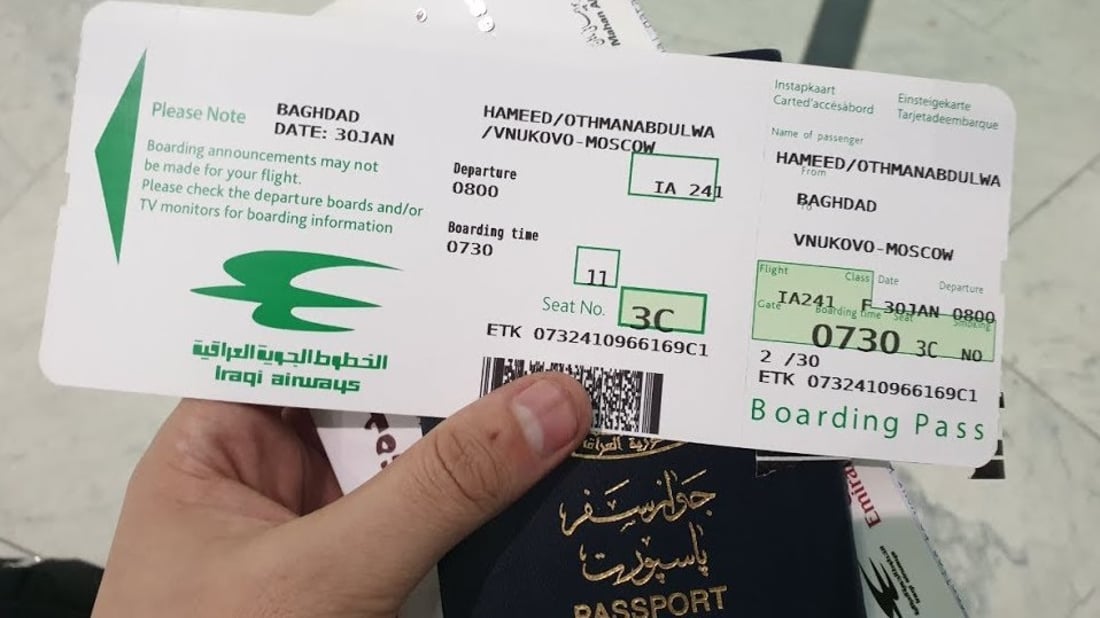 Mahan A
Please Note
BAGHDAD
DATE: 30JAN
Boarding announcements may not
be made for your flight.
Please check the departure boards and/or
TV monitors for boarding information
الخطوط الجوية العراقية
Iraqi airways
HAMEED/OTHMANABDULWA
/VNUKOVO-MOSCOW
IA 241
Departure
0800
Boarding time
0730
11
Seat No. 3C
ETK 0732410966169C1
Instapkaart
Carted'accèsàbord
Einsteigekarte
Tarjetadeembarque
Name of passenger
HAMEED/OTHMANABDULWA
From
BAGHDAD
To
VNUKOVO-MOSCOW
Flight Class Date Departure
IA241 F 30JAN 0800
Gate Boarding time Seat Smoking
0730 3C NO
2 /30
ETK 0732410966169C1
Boarding Pass
جواز سفر
پاسپورت
PASSPORT
Emira